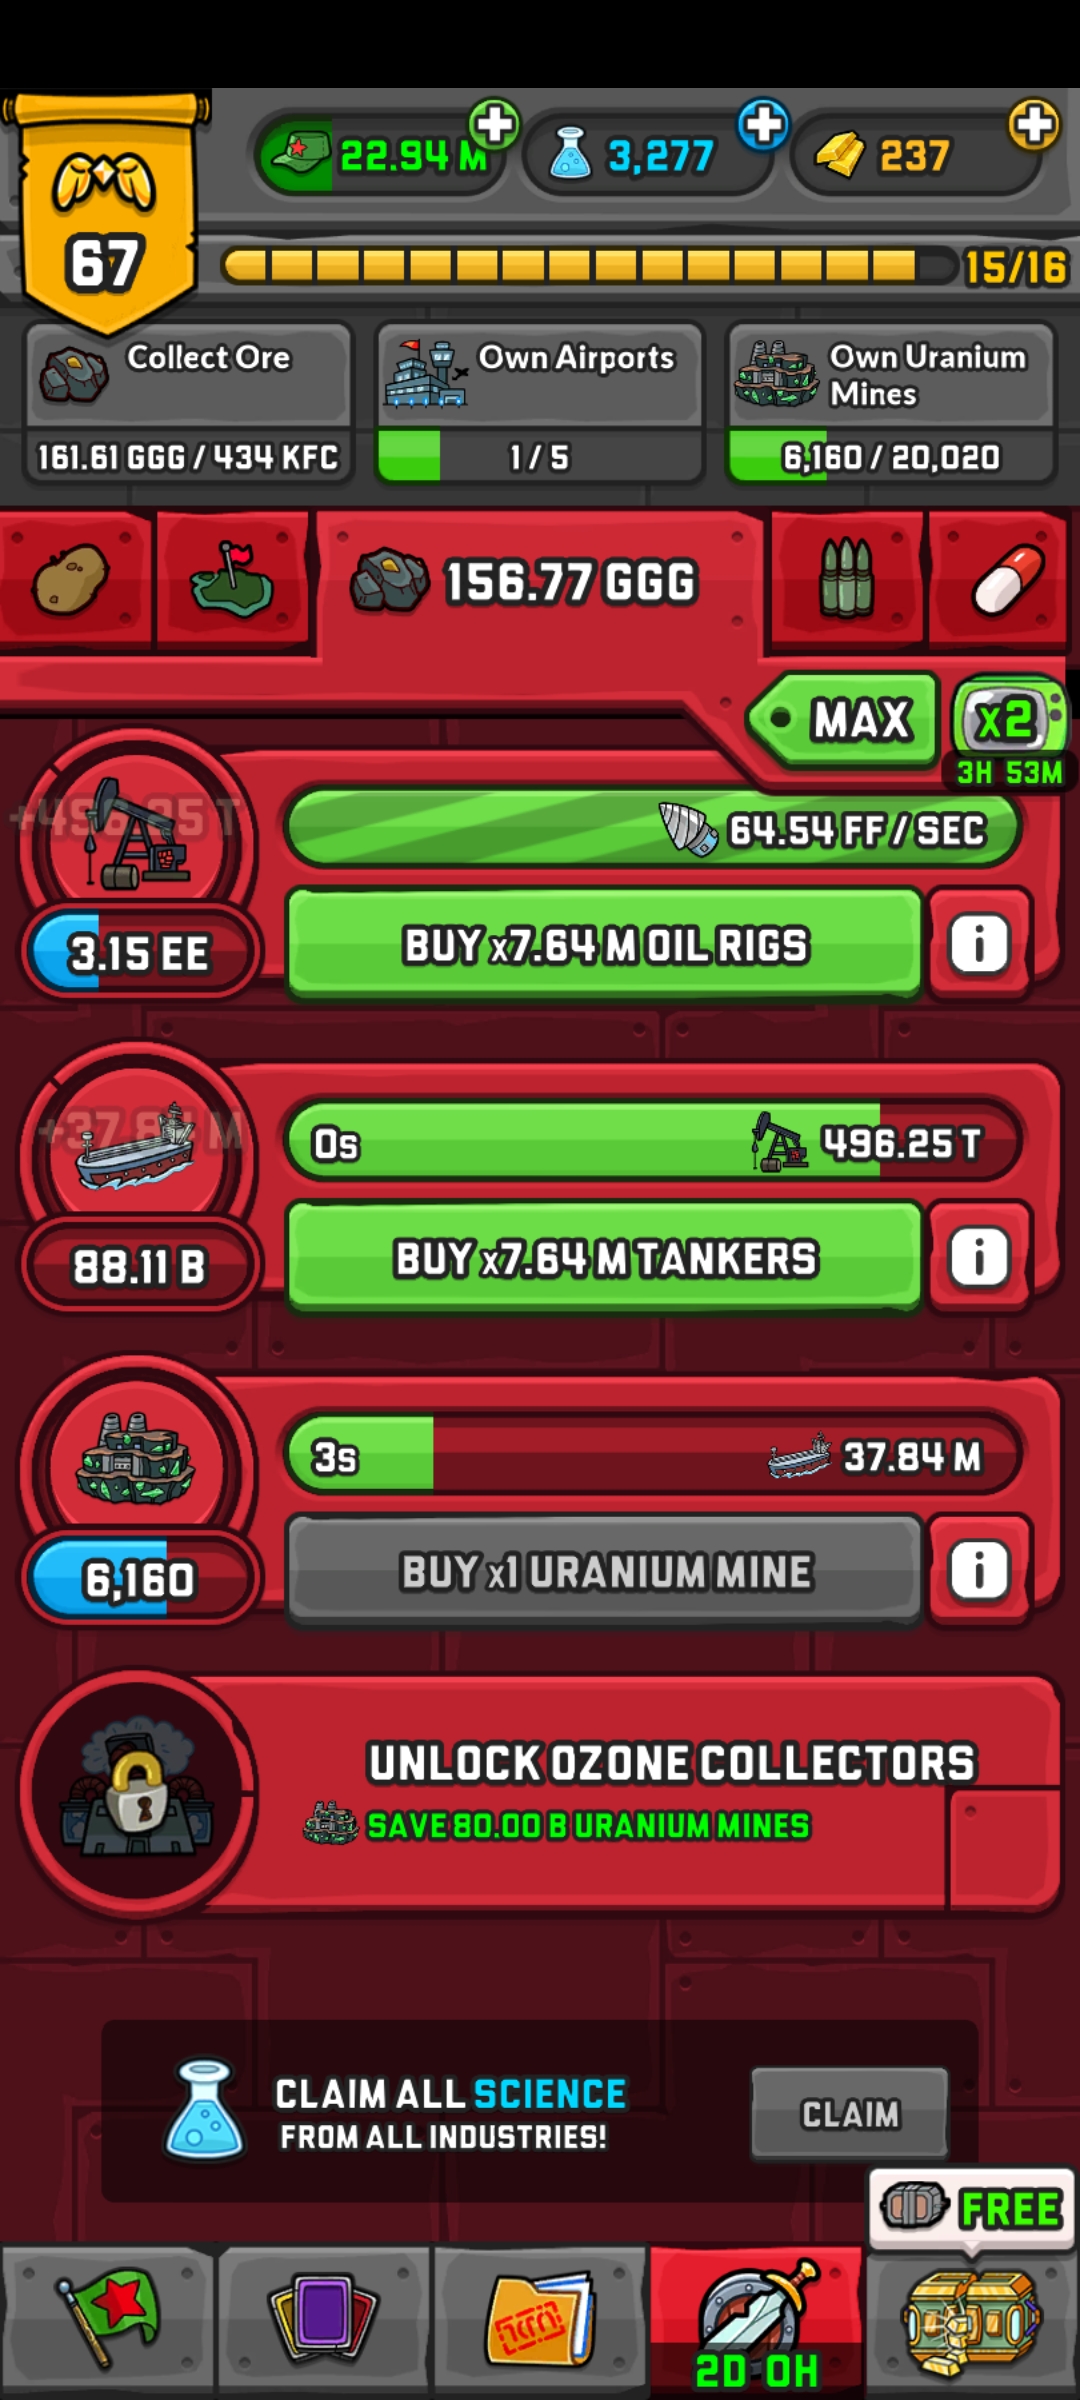 22.94 M
3,277
237
67
15/16
Collect Ore
161.61 GGG / 434 KFC
Own Airports
1 / 5
Own Uranium
Mines
6,160 / 20,020
156.77 GGG
MAX
x2
3H 53M
+496.25 T
64.54 FF / SEC
3.15 EE
BUY x7.64 M OIL RIGS
i
+37.84 M
0s
496.25 T
88.11 B
BUY x7.64 M TANKERS
i
3s
37.84 M
6,160
BUY x1 URANIUM MINE
i
UNLOCK OZONE COLLECTORS
SAVE 80.00 B URANIUM MINES
CLAIM ALL SCIENCE
FROM ALL INDUSTRIES!
CLAIM
FREE
2D 0H